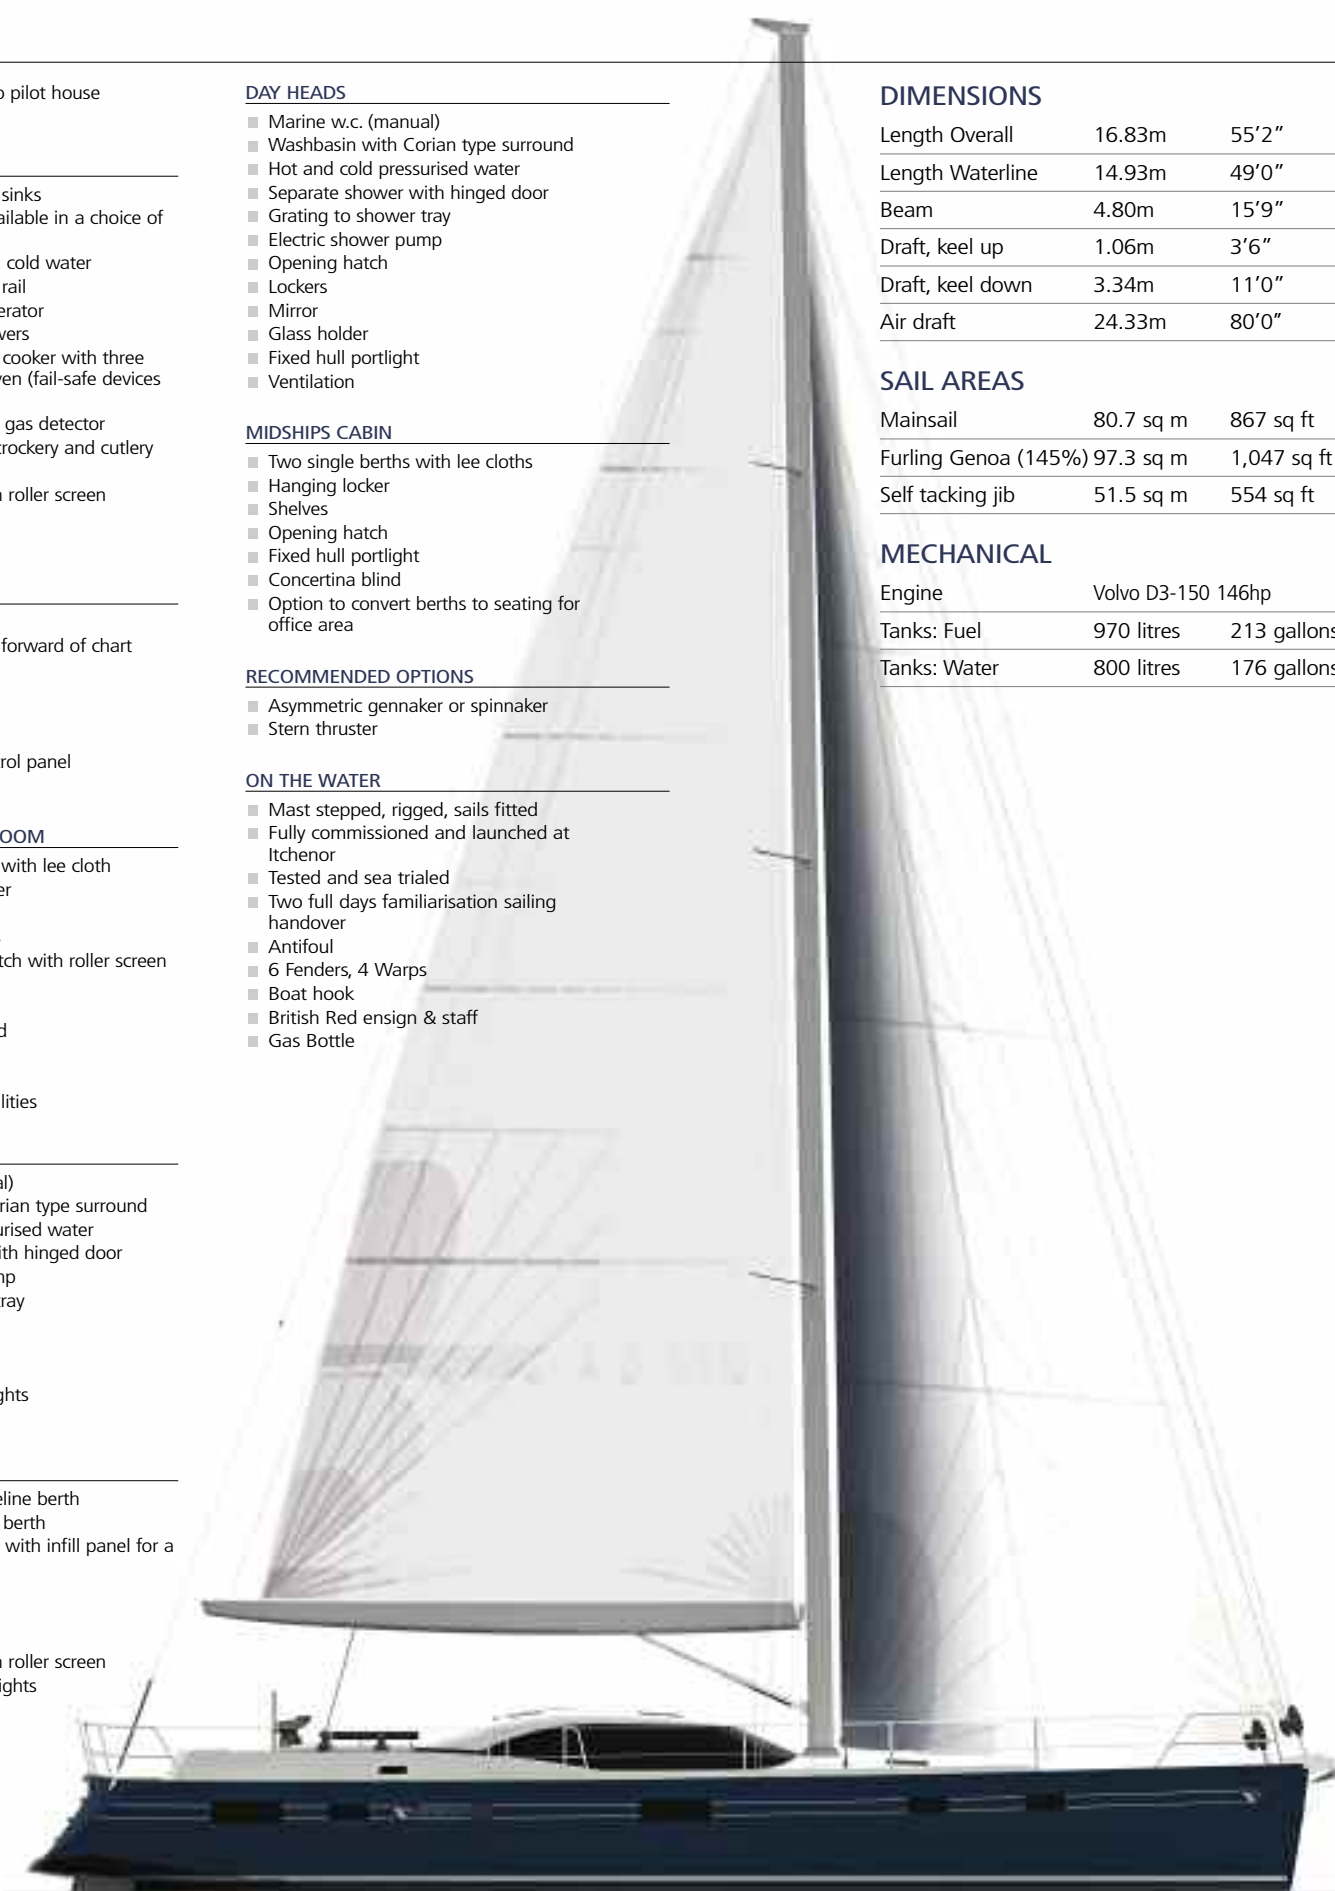 o pilot house
sinks
ailable in a choice of
cold water
rail
erator
wers
cooker with three
ven (fail-safe devices
gas detector
crockery and cutlery
roller screen
forward of chart
rol panel
OOM
with lee cloth
er
tch with roller screen
d
lities
al)
rian type surround
urised water
ith hinged door
mp
tray
ghts
eline berth
berth
with infill panel for a
roller screen
ights
DAY HEADS
Marine w.c. (manual)
Washbasin with Corian type surround
Hot and cold pressurised water
Separate shower with hinged door
Grating to shower tray
Electric shower pump
Opening hatch
Lockers
Mirror
Glass holder
Fixed hull portlight
Ventilation
MIDSHIPS CABIN
Two single berths with lee cloths
Hanging locker
Shelves
Opening hatch
Fixed hull portlight
Concertina blind
Option to convert berths to seating for
office area
RECOMMENDED OPTIONS
Asymmetric gennaker or spinnaker
Stern thruster
ON THE WATER
Mast stepped, rigged, sails fitted
Fully commissioned and launched at
Itchenor
Tested and sea trialed
Two full days familiarisation sailing
handover
Antifoul
6 Fenders, 4 Warps
Boat hook
British Red ensign & staff
Gas Bottle
DIMENSIONS
Length Overall 16.83m 55’2”
Length Waterline 14.93m 49’0”
Beam 4.80m 15’9”
Draft, keel up 1.06m 3’6”
Draft, keel down 3.34m 11’0”
Air draft 24.33m 80’0”
SAIL AREAS
Mainsail 80.7 sq m 867 sq ft
Furling Genoa (145%) 97.3 sq m 1,047 sq ft
Self tacking jib 51.5 sq m 554 sq ft
MECHANICAL
Engine Volvo D3-150 146hp
Tanks: Fuel 970 litres 213 gallons
Tanks: Water 800 litres 176 gallons